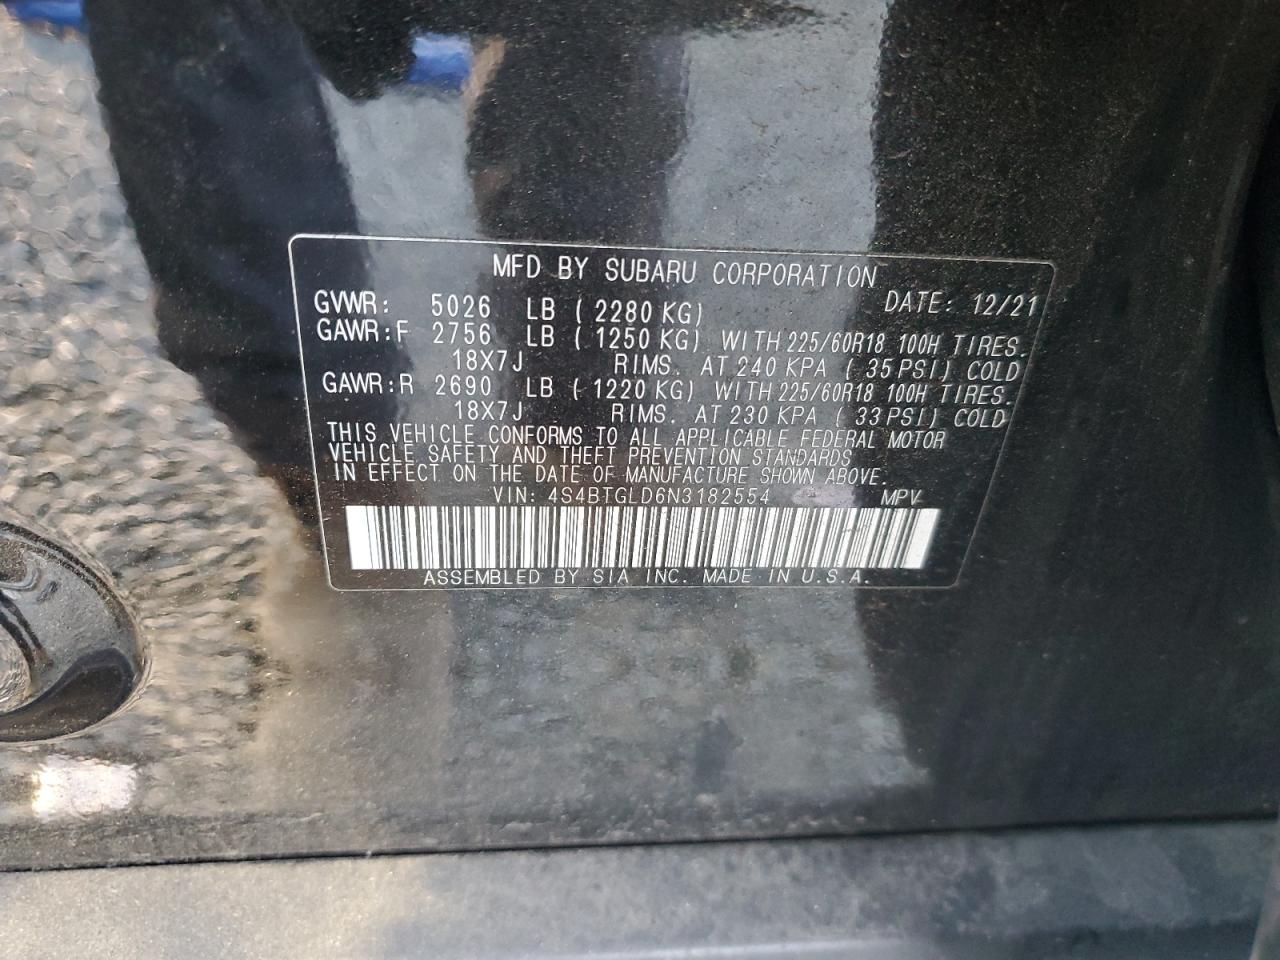 MFD BY SUBARU CORPORATION
GVWR: 5026 LB ( 2280 KG) DATE: 12/21
GAWR:F 2756 LB ( 1250 KG) WITH 225/60R18 100H TIRES.
18X7J RIMS. AT 240 KPA ( 35 PSI) COLD
GAWR:R 2690 LB ( 1220 KG) WITH 225/60R18 100H TIRES.
18X7J RIMS. AT 230 KPA ( 33 PSI) COLD
THIS VEHICLE CONFORMS TO ALL APPLICABLE FEDERAL MOTOR
VEHICLE SAFETY AND THEFT PREVENTION STANDARDS
IN EFFECT ON THE DATE OF MANUFACTURE SHOWN ABOVE.
VIN: 4S4BTGLD6N3182554 MPV
ASSEMBLED BY SIA INC. MADE IN U.S.A.